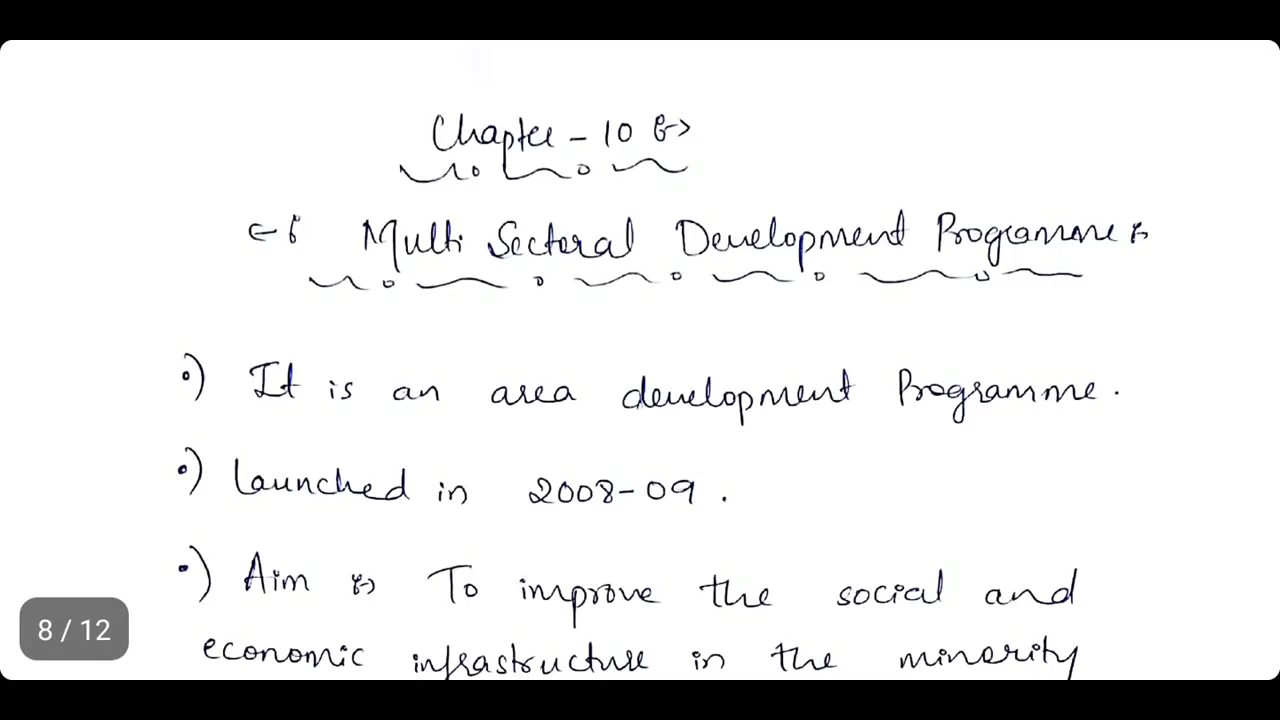 Chapter - 10
Multi Sectoral Development Programme
•) It is an area development Programme.
•) Launched in 2008-09.
•) Aim To improve the social and
economic infrastructure in the minority
8 / 12